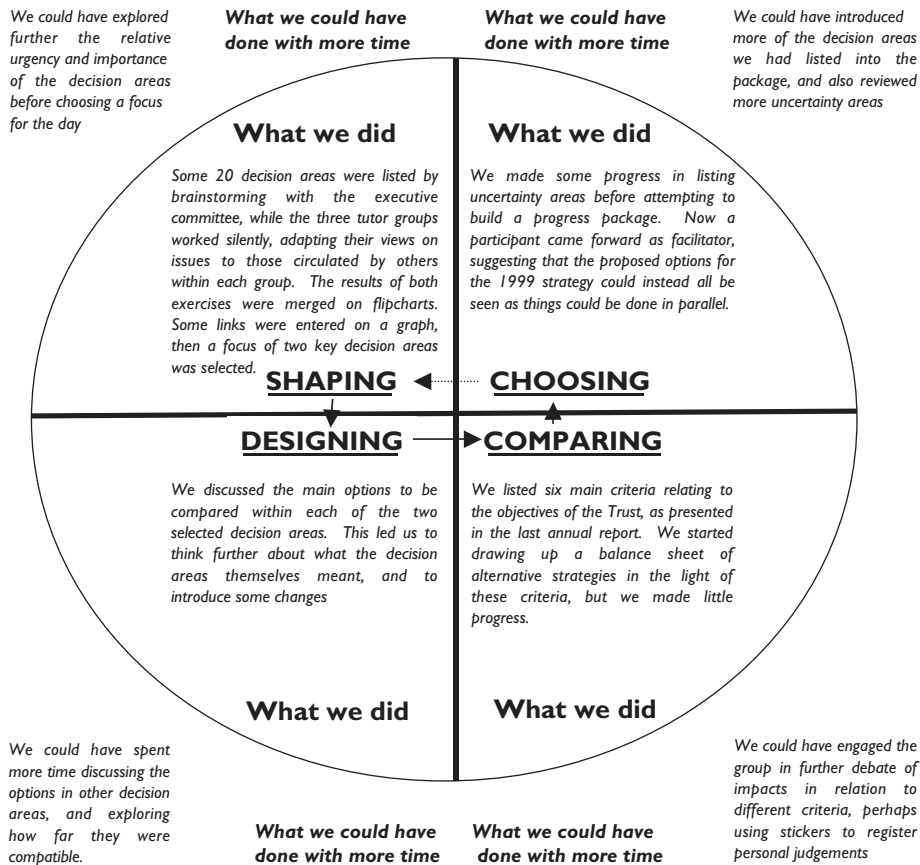 We could have explored
further the relative
urgency and importance
of the decision areas
before choosing a focus
for the day
What we could have
done with more time
What we could have
done with more time
We could have introduced
more of the decision areas
we had listed into the
package, and also reviewed
more uncertainty areas
What we did
Some 20 decision areas were listed by
brainstorming with the executive
committee, while the three tutor groups
worked silently, adapting their views on
issues to those circulated by others
within each group. The results of both
exercises were merged on flipcharts.
Some links were entered on a graph,
then a focus of two key decision areas
was selected.
What we did
We made some progress in listing
uncertainty areas before attempting to
build a progress package. Now a
participant came forward as facilitator,
suggesting that the proposed options for
the 1999 strategy could instead all be
seen as things could be done in parallel.
SHAPING
CHOOSING
DESIGNING
COMPARING
We discussed the main options to be
compared within each of the two
selected decision areas. This led us to
think further about what the decision
areas themselves meant, and to
introduce some changes
We listed six main criteria relating to
the objectives of the Trust, as presented
in the last annual report. We started
drawing up a balance sheet of
alternative strategies in the light of
these criteria, but we made little
progress.
What we did
What we did
We could have spent
more time discussing the
options in other decision
areas, and exploring
how far they were
compatible.
What we could have
done with more time
What we could have
done with more time
We could have engaged the
group in further debate of
impacts in relation to
different criteria, perhaps
using stickers to register
personal judgements